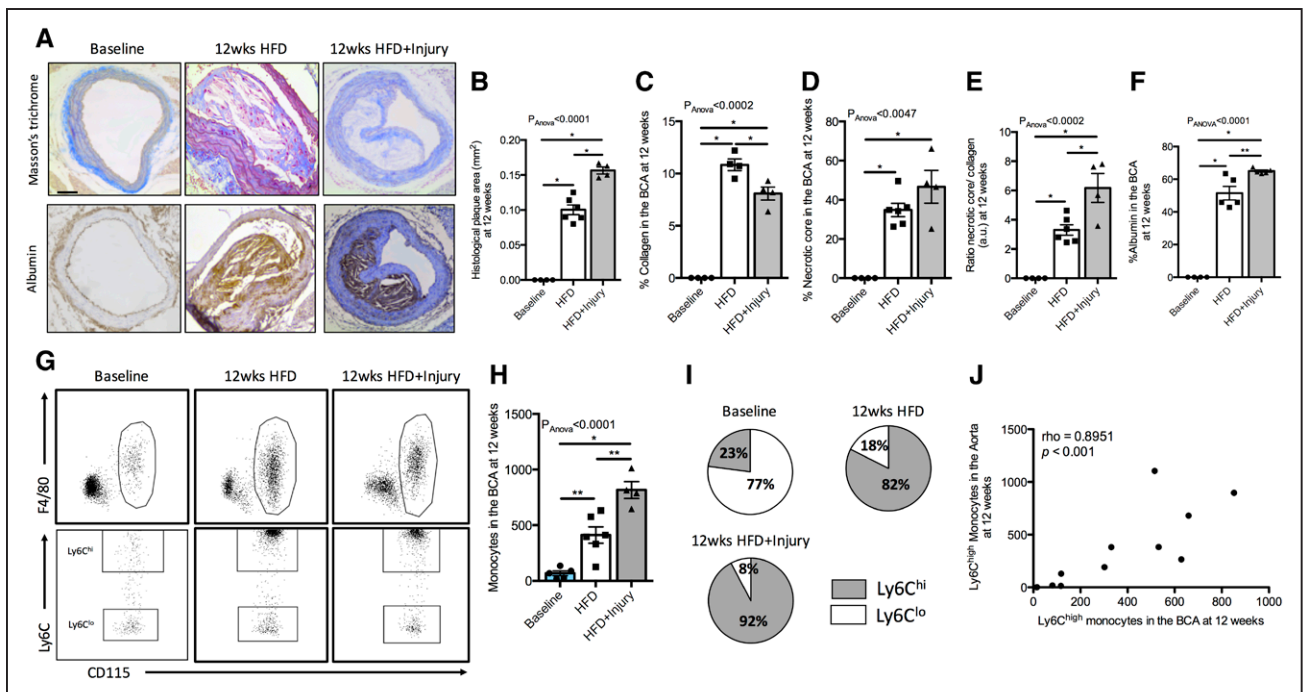 A
Baseline
12wks HFD
12wks HFD+Injury
Masson's trichrome
Albumin
B
PAnova<0.0001
Histological plaque area (mm²)
at 12 weeks
0.20
0.15
0.10
0.05
0.00
*
*
*
Baseline
HFD
HFD+Injury
C
PAnova<0.0002
% Collagen in the BCA at 12 weeks
15
10
5
0
*
*
*
Baseline
HFD
HFD+Injury
D
PAnova<0.0047
% Necrotic core in the BCA at 12 weeks
80
60
40
20
0
*
*
Baseline
HFD
HFD+Injury
E
PAnova<0.0002
Ratio necrotic core/ collagen
(a.u.) at 12 weeks
10
8
6
4
2
0
*
*
*
Baseline
HFD
HFD+Injury
F
PANOVA<0.0001
%Albumin in the BCA
at 12 weeks
80
60
40
20
0
*
*
**
Baseline
HFD
HFD+Injury
G
Baseline
12wks HFD
12wks HFD+Injury
F4/80
Ly6C
Ly6Chi
Ly6Clo
CD115
H
PAnova<0.0001
Monocytes in the BCA at 12 weeks
1500
1000
500
0
*
**
**
Baseline
HFD
HFD+Injury
I
Baseline
23%
77%
12wks HFD
18%
82%
12wks HFD+Injury
8%
92%
Ly6Chi
Ly6Clo
J
rho = 0.8951
p < 0.001
Ly6Chigh Monocytes in the Aorta
at 12 weeks
1500
1000
500
0
0 200 400 600 800 1000
Ly6Chigh monocytes in the BCA at 12 weeks